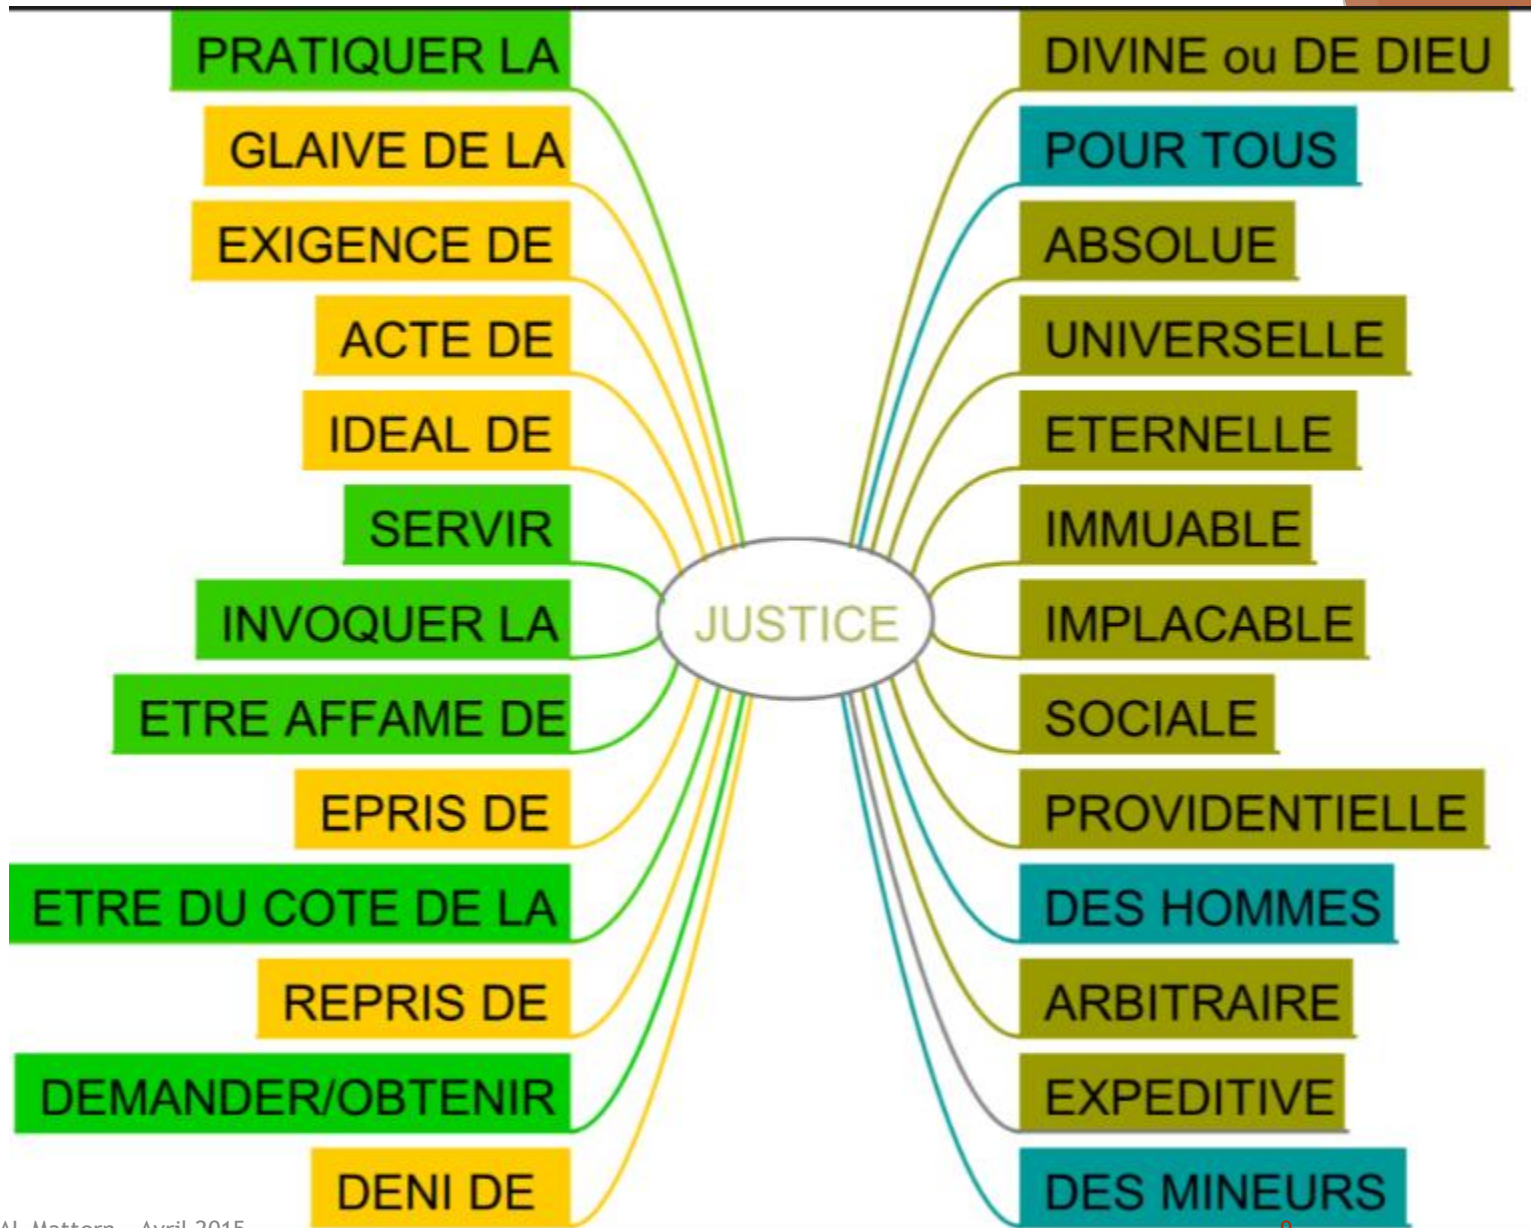 PRATIQUER LA
GLAIVE DE LA
EXIGENCE DE
ACTE DE
IDEAL DE
SERVIR
INVOQUER LA
ETRE AFFAME DE
EPRIS DE
ETRE DU COTE DE LA
REPRIS DE
DEMANDER/OBTENIR
DENI DE
JUSTICE
DIVINE ou DE DIEU
POUR TOUS
ABSOLUE
UNIVERSELLE
ETERNELLE
IMMUABLE
IMPLACABLE
SOCIALE
PROVIDENTIELLE
DES HOMMES
ARBITRAIRE
EXPEDITIVE
DES MINEURS
Avril 2015